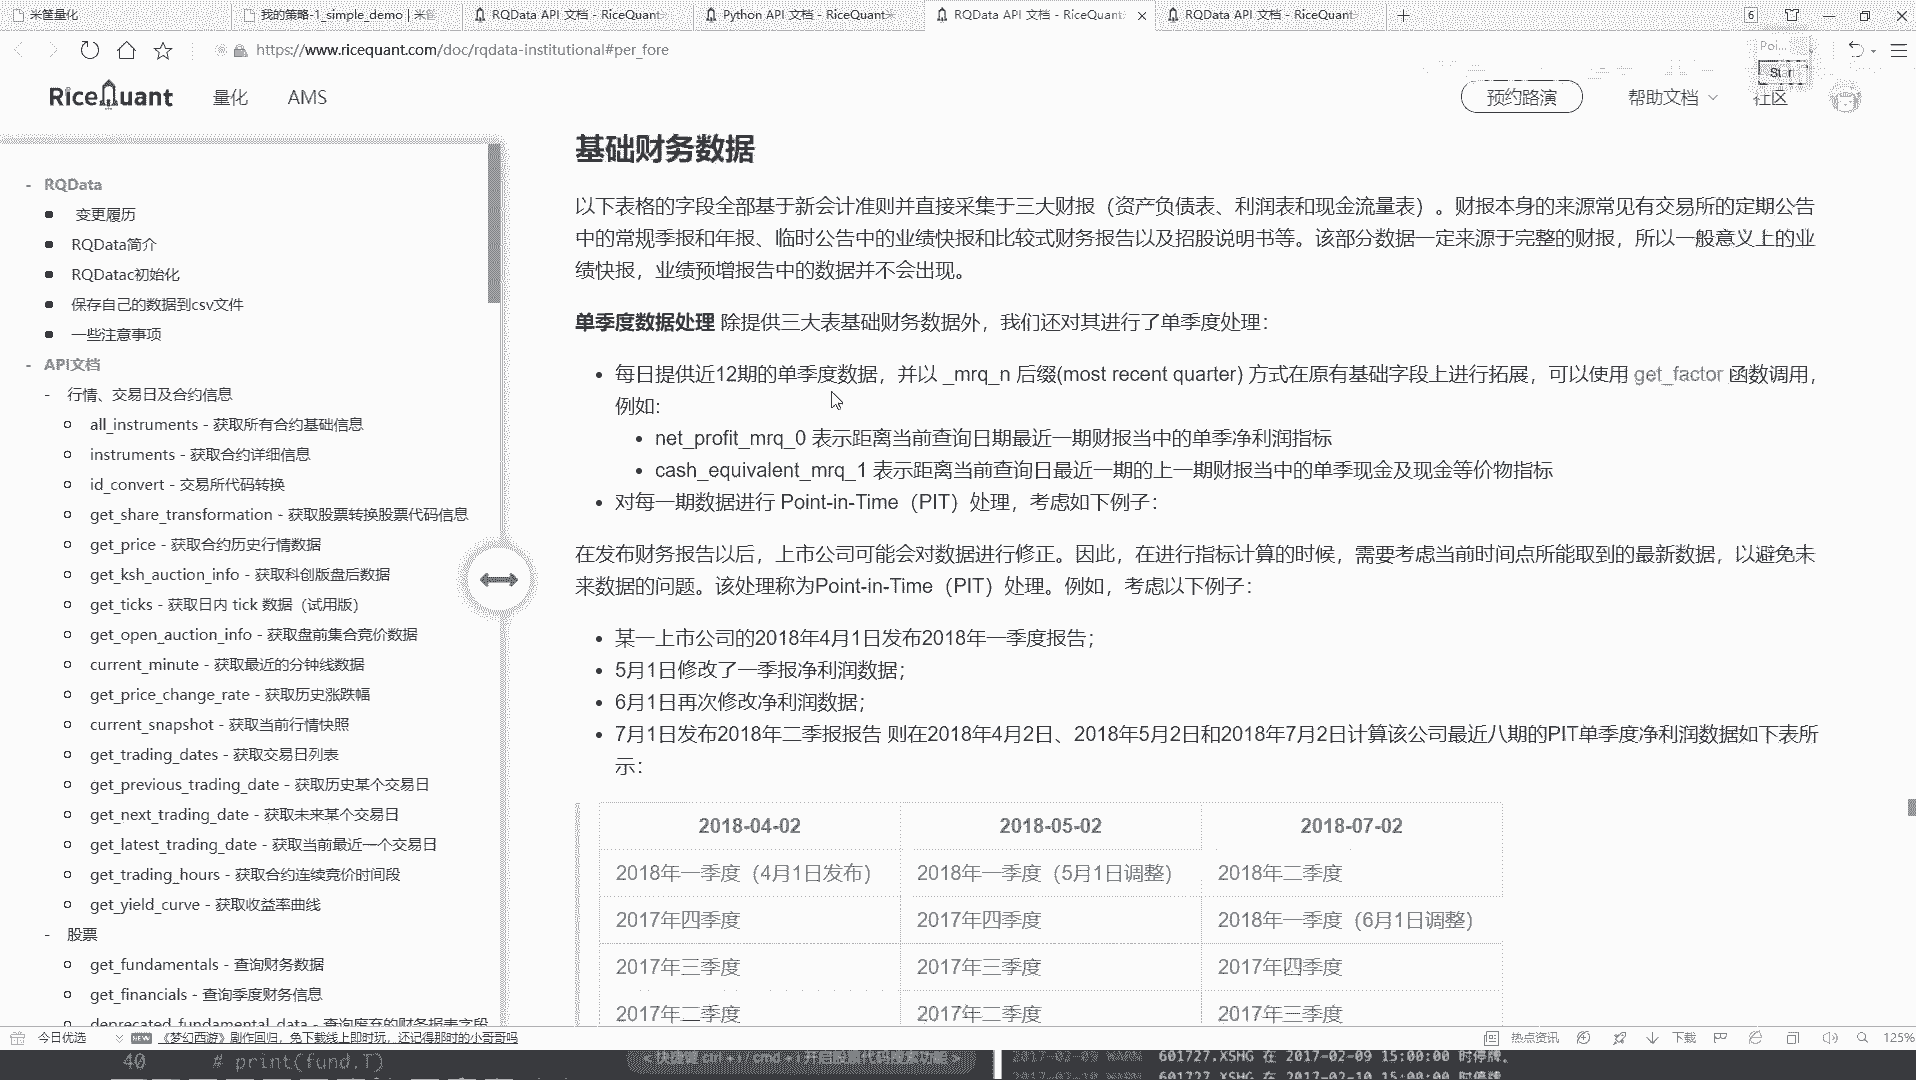 米筐量化
我的策略-1_simple_demo | 米筐
RQData API 文档 - RiceQuant
Python API 文档 - RiceQuant
RQData API 文档 - RiceQuant
RQData API 文档 - RiceQuant
6
https://www.ricequant.com/doc/rqdata-institutional#per_fore
RiceQuant
量化
AMS
预约路演
帮助文档
社区
- RQData
变更履历
RQData简介
RQDatac初始化
保存自己的数据到csv文件
一些注意事项
- API文档
- 行情、交易日及合约信息
all_instruments - 获取所有合约基础信息
instruments - 获取合约详细信息
id_convert - 交易所代码转换
get_share_transformation - 获取股票转换股票代码信息
get_price - 获取合约历史行情数据
get_ksh_auction_info - 获取科创版盘后数据
get_ticks - 获取日内 tick 数据（试用版）
get_open_auction_info - 获取盘前集合竞价数据
current_minute - 获取最近的分钟线数据
get_price_change_rate - 获取历史涨跌幅
current_snapshot - 获取当前行情快照
get_trading_dates - 获取交易日列表
get_previous_trading_date - 获取历史某个交易日
get_next_trading_date - 获取未来某个交易日
get_latest_trading_date - 获取当前最近一个交易日
get_trading_hours - 获取合约连续竞价时间段
get_yield_curve - 获取收益率曲线
- 股票
get_fundamentals - 查询财务数据
get_financials - 查询季度财务信息
deprecated_fundamental_data - 查询废弃的财务报表字段
基础财务数据
以下表格的字段全部基于新会计准则并直接采集于三大财报（资产负债表、利润表和现金流量表）。财报本身的来源常见有交易所的定期公告
中的常规季报和年报、临时公告中的业绩快报和比较式财务报告以及招股说明书等。该部分数据一定来源于完整的财报，所以一般意义上的业
绩快报，业绩预增报告中的数据并不会出现。
单季度数据处理 除提供三大表基础财务数据外，我们还对其进行了单季度处理：
每日提供近12期的单季度数据，并以 _mrq_n 后缀(most recent quarter) 方式在原有基础字段上进行拓展，可以使用 get_factor 函数调用，
例如:
net_profit_mrq_0 表示距离当前查询日期最近一期财报当中的单季净利润指标
cash_equivalent_mrq_1 表示距离当前查询日最近一期的上一期财报当中的单季现金及现金等价物指标
对每一期数据进行 Point-in-Time（PIT）处理，考虑如下例子：
在发布财务报告以后，上市公司可能会对数据进行修正。因此，在进行指标计算的时候，需要考虑当前时间点所能取到的最新数据，以避免未
来数据的问题。该处理称为Point-in-Time（PIT）处理。例如，考虑以下例子：
某一上市公司的2018年4月1日发布2018年一季度报告；
5月1日修改了一季报净利润数据；
6月1日再次修改净利润数据；
7月1日发布2018年二季报报告 则在2018年4月2日、2018年5月2日和2018年7月2日计算该公司最近八期的PIT单季度净利润数据如下表所
示：
2018-04-02 2018-05-02 2018-07-02
2018年一季度（4月1日发布） 2018年一季度（5月1日调整） 2018年二季度
2017年四季度 2017年四季度 2018年一季度（6月1日调整）
2017年三季度 2017年三季度 2017年四季度
2017年二季度 2017年二季度 2017年三季度
今日优选
NEW 《梦幻西游》剧作回归，免下载线上即时玩，还记得那时的小哥哥吗
热点资讯
下载
125%
40 # print(fund.T)
2017-02-09 WARN 601727.XSHG 在 2017-02-09 15:00:00 时停牌。
2017-02-10 WARN 601727.XSHG 在 2017-02-10 15:00:00 时停牌。